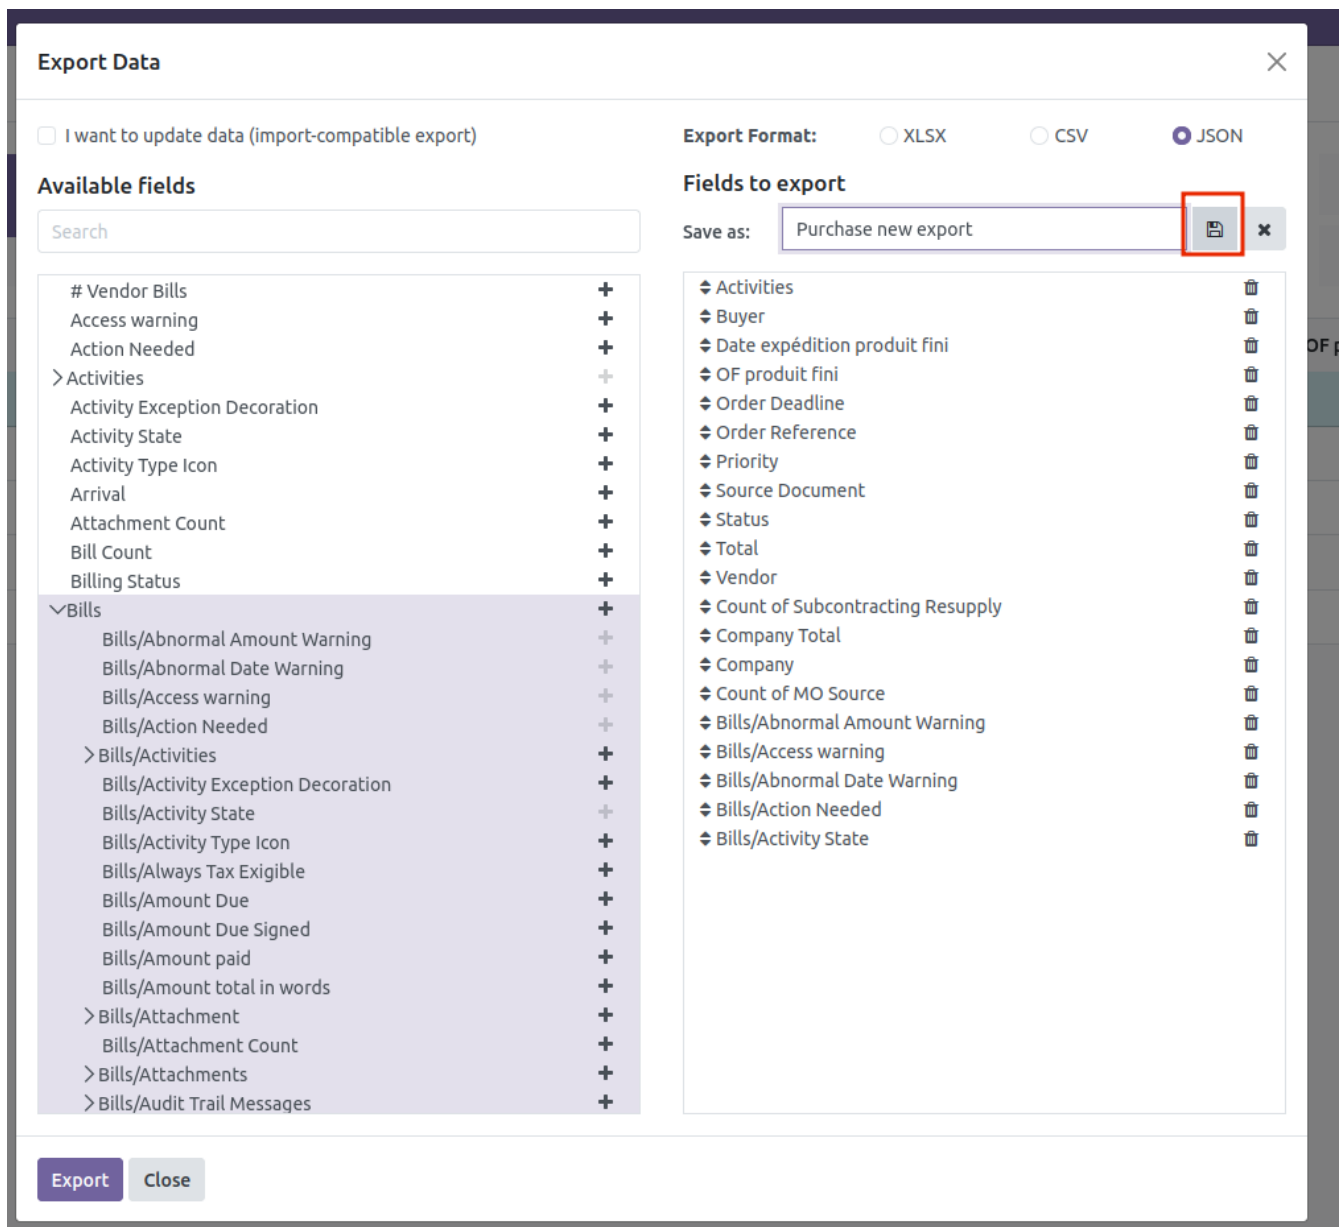 Export Data
I want to update data (import-compatible export)
Export Format:
XLSX
CSV
JSON
Available fields
Search
# Vendor Bills
Access warning
Action Needed
Activities
Activity Exception Decoration
Activity State
Activity Type Icon
Arrival
Attachment Count
Bill Count
Billing Status
Bills
Bills/Abnormal Amount Warning
Bills/Abnormal Date Warning
Bills/Access warning
Bills/Action Needed
Bills/Activities
Bills/Activity Exception Decoration
Bills/Activity State
Bills/Activity Type Icon
Bills/Always Tax Exigible
Bills/Amount Due
Bills/Amount Due Signed
Bills/Amount paid
Bills/Amount total in words
Bills/Attachment
Bills/Attachment Count
Bills/Attachments
Bills/Audit Trail Messages
Fields to export
Save as:
Purchase new export
Activities
Buyer
Date expédition produit fini
OF produit fini
Order Deadline
Order Reference
Priority
Source Document
Status
Total
Vendor
Count of Subcontracting Resupply
Company Total
Company
Count of MO Source
Bills/Abnormal Amount Warning
Bills/Access warning
Bills/Abnormal Date Warning
Bills/Action Needed
Bills/Activity State
OF
Export
Close